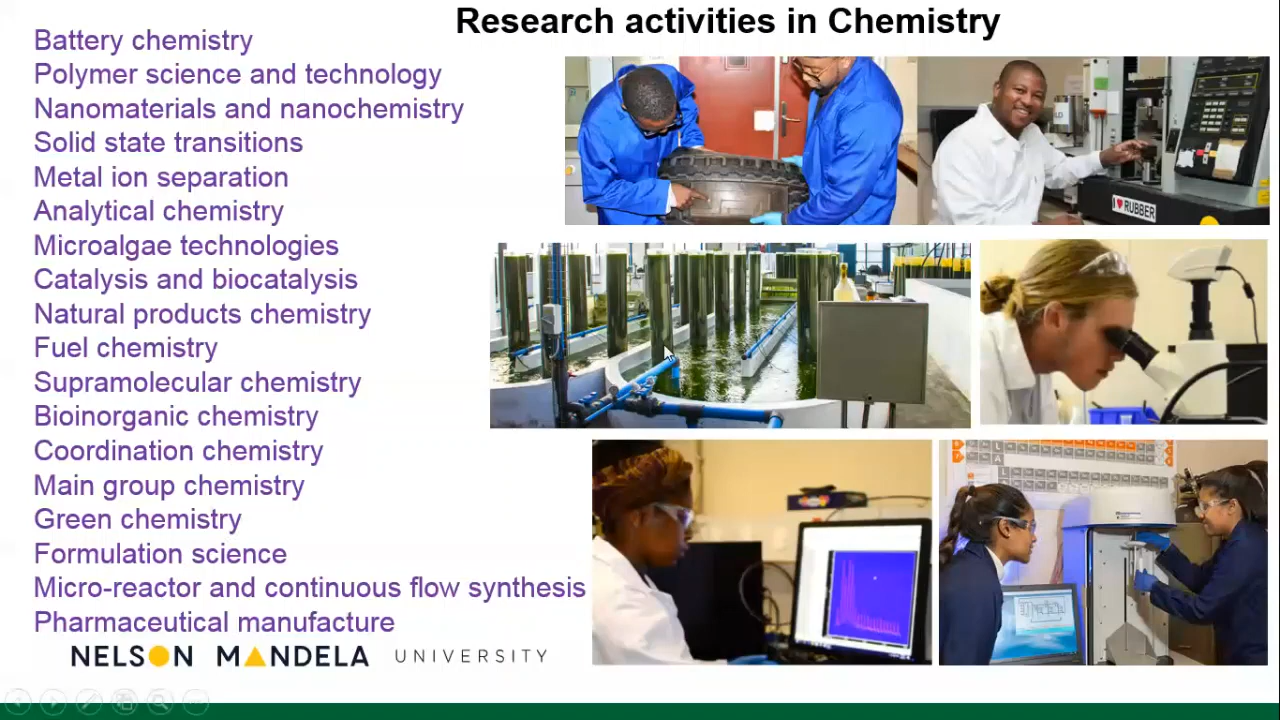 Research activities in Chemistry
Battery chemistry
Polymer science and technology
Nanomaterials and nanochemistry
Solid state transitions
Metal ion separation
Analytical chemistry
Microalgae technologies
Catalysis and biocatalysis
Natural products chemistry
Fuel chemistry
Supramolecular chemistry
Bioinorganic chemistry
Coordination chemistry
Main group chemistry
Green chemistry
Formulation science
Micro-reactor and continuous flow synthesis
Pharmaceutical manufacture
NELSON MANDELA UNIVERSITY
I ♥ RUBBER